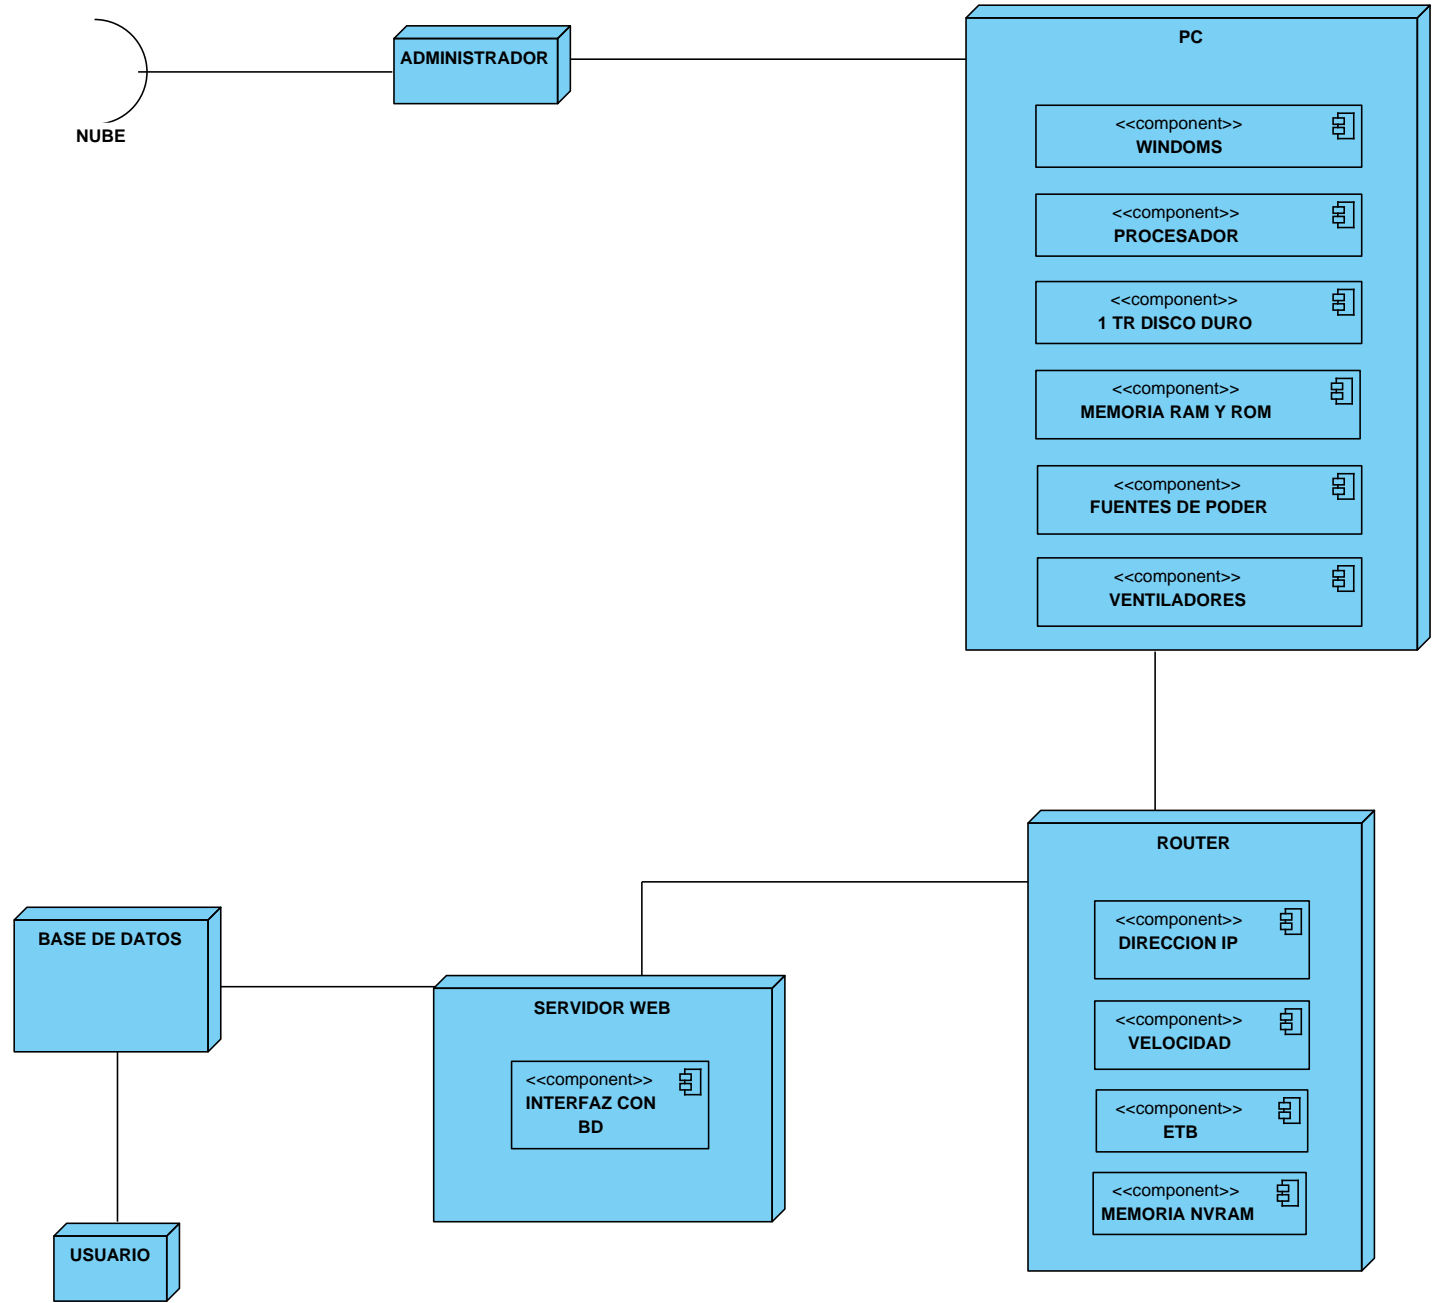 NUBE
ADMINISTRADOR
PC
<<component>>
WINDOMS
<<component>>
PROCESADOR
<<component>>
1 TR DISCO DURO
<<component>>
MEMORIA RAM Y ROM
<<component>>
FUENTES DE PODER
<<component>>
VENTILADORES
ROUTER
<<component>>
DIRECCION IP
<<component>>
VELOCIDAD
<<component>>
ETB
<<component>>
MEMORIA NVRAM
BASE DE DATOS
SERVIDOR WEB
<<component>>
INTERFAZ CON
BD
USUARIO